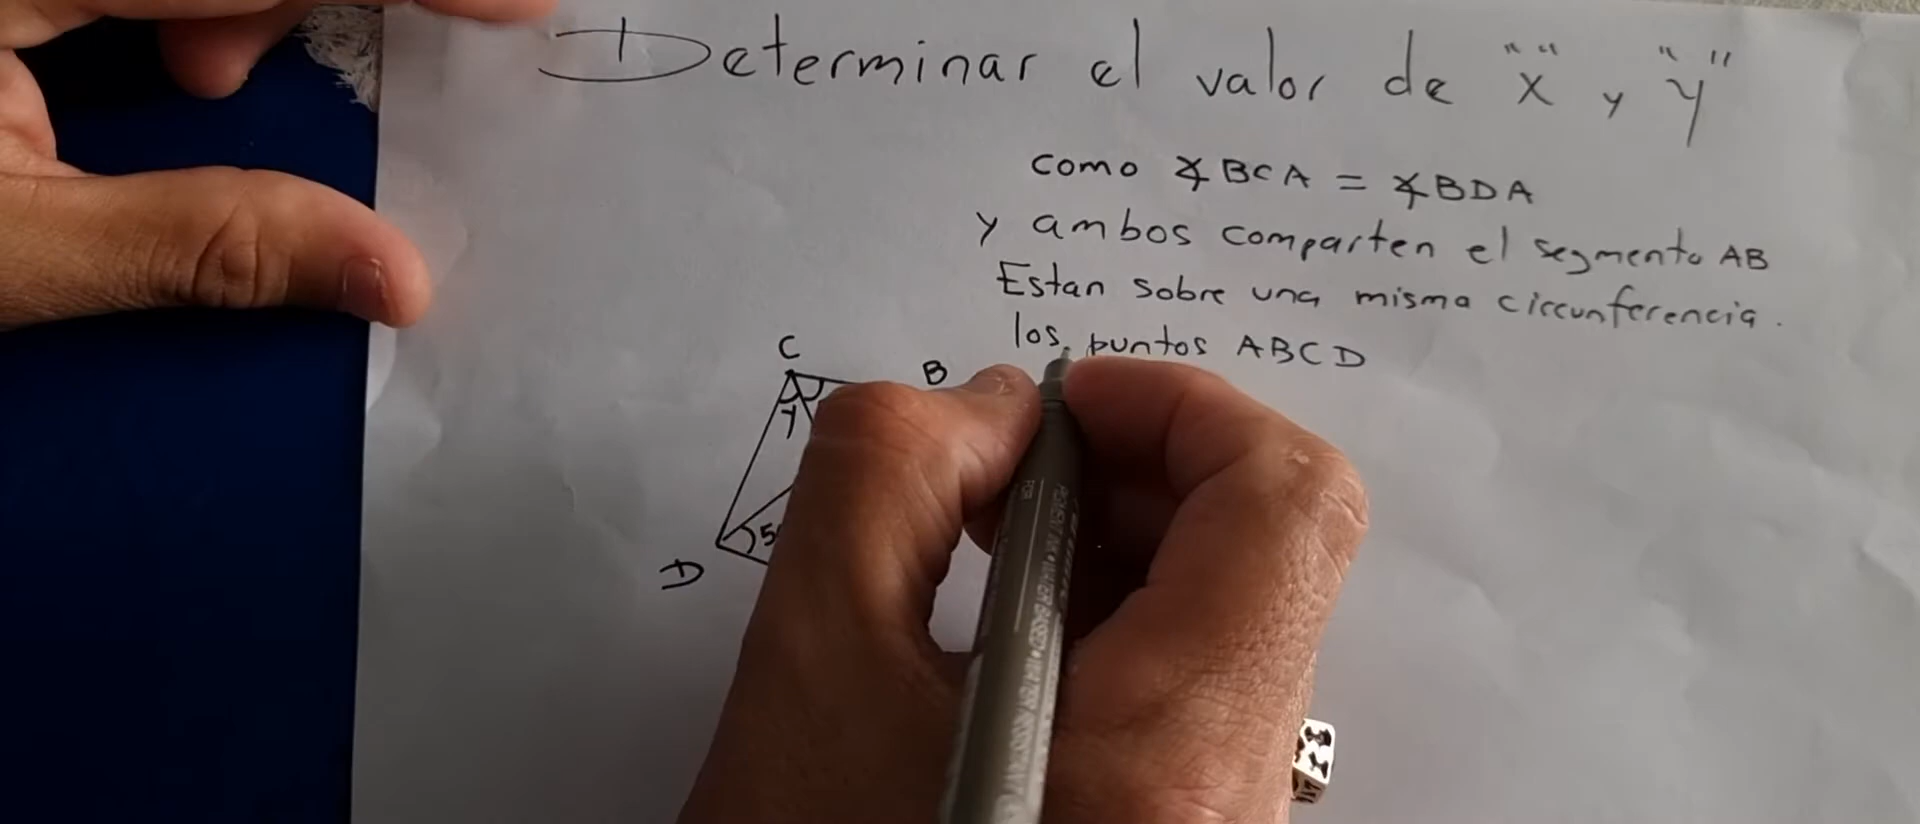 Determinar el valor de "x" y "y"
como ∡BCA = ∡BDA
y ambos comparten el segmento AB
Estan sobre una misma circunferencia.
los puntos ABCD
C
B
y
D